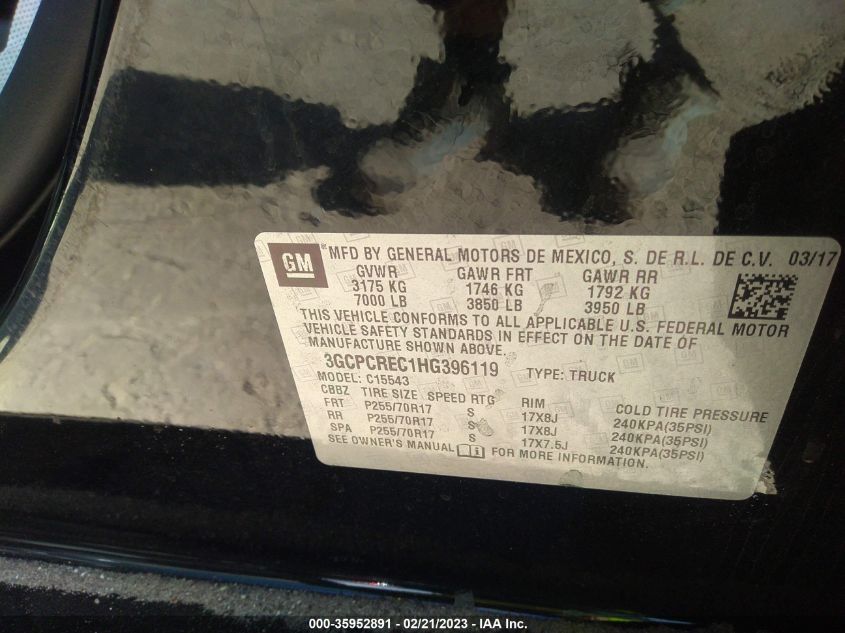 GM
MFD BY GENERAL MOTORS DE MEXICO, S. DE R.L. DE C.V. 03/17
GVWR GAWR FRT GAWR RR
3175 KG 1746 KG 1792 KG
7000 LB 3850 LB 3950 LB
THIS VEHICLE CONFORMS TO ALL APPLICABLE U.S. FEDERAL MOTOR
VEHICLE SAFETY STANDARDS IN EFFECT ON THE DATE OF
MANUFACTURE SHOWN ABOVE.
3GCPCREC1HG396119 TYPE: TRUCK
MODEL: C15543
CBBZ TIRE SIZE SPEED RTG RIM COLD TIRE PRESSURE
FRT P255/70R17 S 17X8J 240KPA(35PSI)
RR P255/70R17 S 17X8J 240KPA(35PSI)
SPA P255/70R17 S 17X7.5J 240KPA(35PSI)
SEE OWNER'S MANUAL FOR MORE INFORMATION.
000-35952891 - 02/21/2023 - IAA Inc.